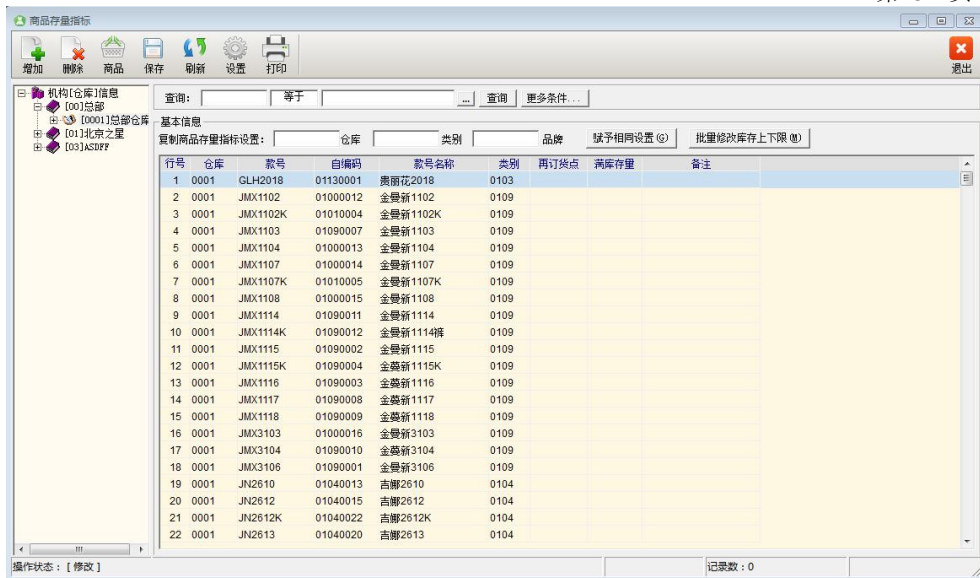 商品存量指标
增加 删除 商品 保存 刷新 设置 打印 退出
机构[仓库]信息
[00]总部
[0001]总部仓库
[01]北京之星
[03]ASDFF
查询: 等于 ... 查询 更多条件...
基本信息
复制商品存量指标设置: 仓库 类别 品牌 赋予相同设置(G) 批量修改库存上下限(M)
行号 仓库 款号 自编码 款号名称 类别 再订货点 满库存量 备注
1 0001 GLH2018 01130001 贵丽花2018 0103
2 0001 JMX1102 01000012 金曼新1102 0109
3 0001 JMX1102K 01010004 金曼新1102K 0109
4 0001 JMX1103 01090007 金曼新1103 0109
5 0001 JMX1104 01000013 金曼新1104 0109
6 0001 JMX1107 01000014 金曼新1107 0109
7 0001 JMX1107K 01010005 金曼新1107K 0109
8 0001 JMX1108 01000015 金曼新1108 0109
9 0001 JMX1114 01090011 金曼新1114 0109
10 0001 JMX1114K 01090012 金曼新1114裤 0109
11 0001 JMX1115 01090002 金曼新1115 0109
12 0001 JMX1115K 01090004 金蔓新1115K 0109
13 0001 JMX1116 01090003 金蔓新1116 0109
14 0001 JMX1117 01090008 金蔓新1117 0109
15 0001 JMX1118 01090009 金曼新1118 0109
16 0001 JMX3103 01000016 金曼新3103 0109
17 0001 JMX3104 01090010 金蔓新3104 0109
18 0001 JMX3106 01090001 金曼新3106 0109
19 0001 JN2610 01040013 吉娜2610 0104
20 0001 JN2612 01040015 吉娜2612 0104
21 0001 JN2612K 01040022 吉娜2612K 0104
22 0001 JN2613 01040020 吉娜2613 0104
操作状态：[修改] 记录数：0